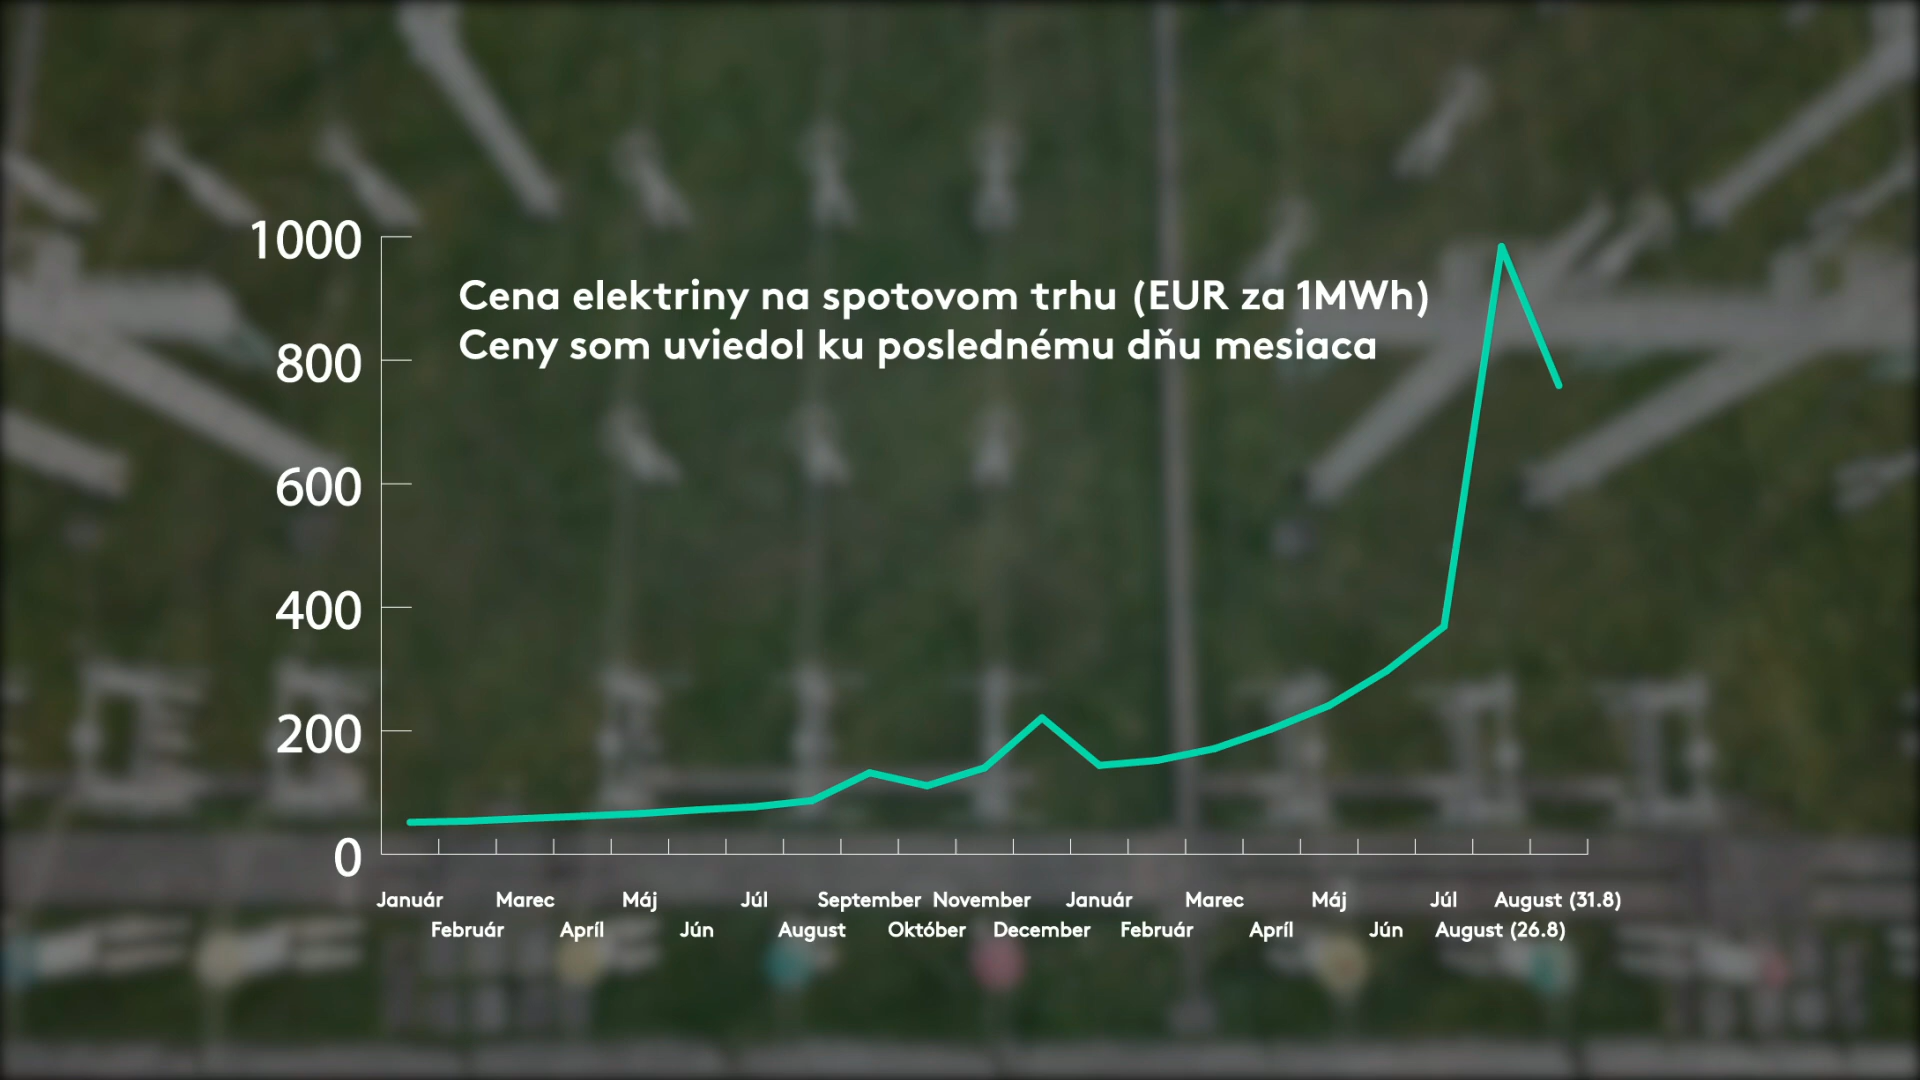 Cena elektriny na spotovom trhu (EUR za 1MWh)
Ceny som uviedol ku poslednému dňu mesiaca
1000
800
600
400
200
0
Január Marec Máj Júl September November Január Marec Máj Júl August (31.8)
Február Apríl Jún August Október December Február Apríl Jún August (26.8)